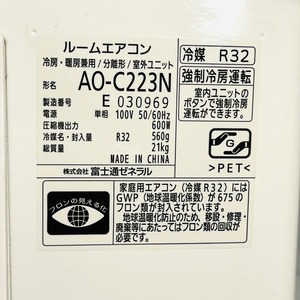 ルームエアコン
冷房・暖房兼用/分離形/室外ユニット
形名 AO-C223N
製造番号 E 030969
電源 単相 100V 50/60Hz
圧縮機出力 600W
冷媒名・封入量 R32 560g
総質量 21kg
MADE IN CHINA
株式会社 富士通ゼネラル
冷媒 R32
強制冷房運転
室内ユニットの
ボタンで強制冷房
運転ができます。
G
>PET<
フロンの見える化
家庭用エアコン(冷媒R32)には
GWP(地球温暖化係数)が675の
フロン類が封入されています。
地球温暖化防止のため、移設・修理・
廃棄等にあたってはフロン類の回収が
必要です。